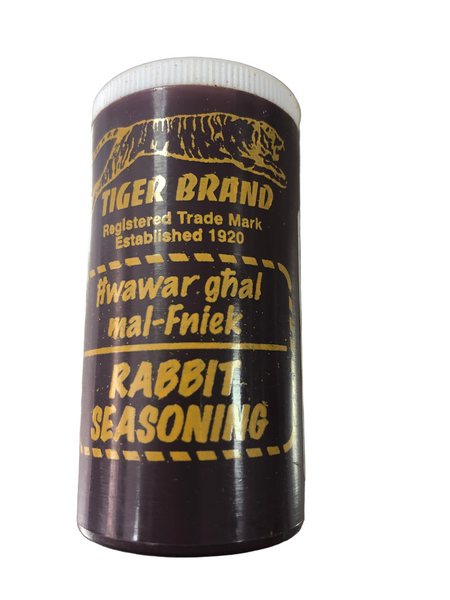 TIGER BRAND
Registered Trade Mark
Established 1920
Ħwawar għal
mal-Fniek
RABBIT
SEASONING